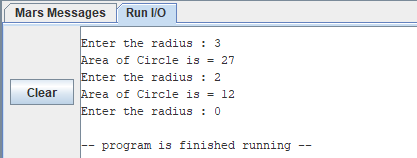 Mars Messages Run I/O
Enter the radius : 3
Area of Circle is = 27
Enter the radius : 2
Clear
Area of Circle is = 12
Enter the radius : 0
-- program is finished running --